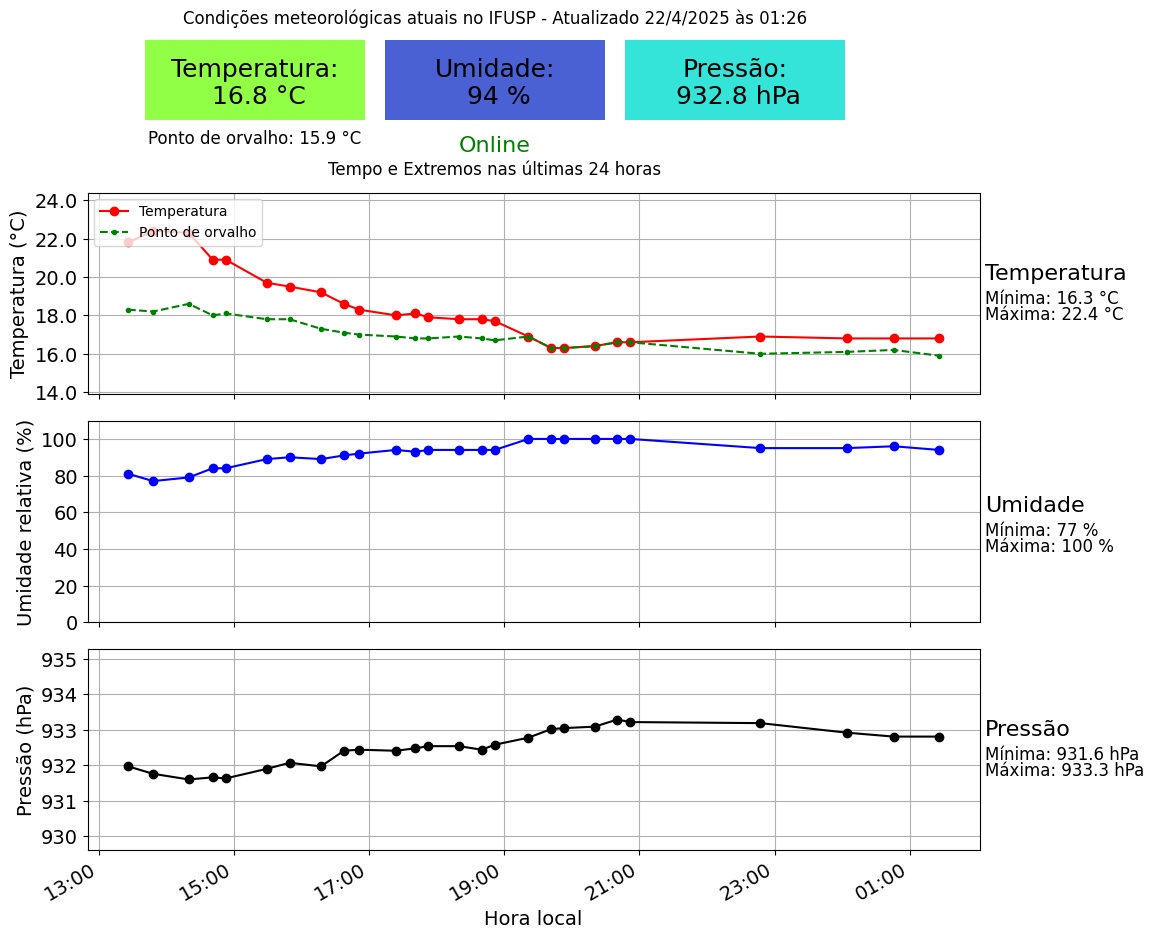 Condições meteorológicas atuais no IFUSP - Atualizado 22/4/2025 às 01:26
Temperatura:
16.8 °C
Umidade:
94 %
Pressão:
932.8 hPa
Ponto de orvalho: 15.9 °C
Online
Tempo e Extremos nas últimas 24 horas
Temperatura (°C)
24.0
22.0
20.0
18.0
16.0
14.0
Temperatura
Ponto de orvalho
Temperatura
Mínima: 16.3 °C
Máxima: 22.4 °C
Umidade relativa (%)
100
80
60
40
20
0
Umidade
Mínima: 77 %
Máxima: 100 %
Pressão (hPa)
935
934
933
932
931
930
Pressão
Mínima: 931.6 hPa
Máxima: 933.3 hPa
13:00
15:00
17:00
19:00
21:00
23:00
01:00
Hora local